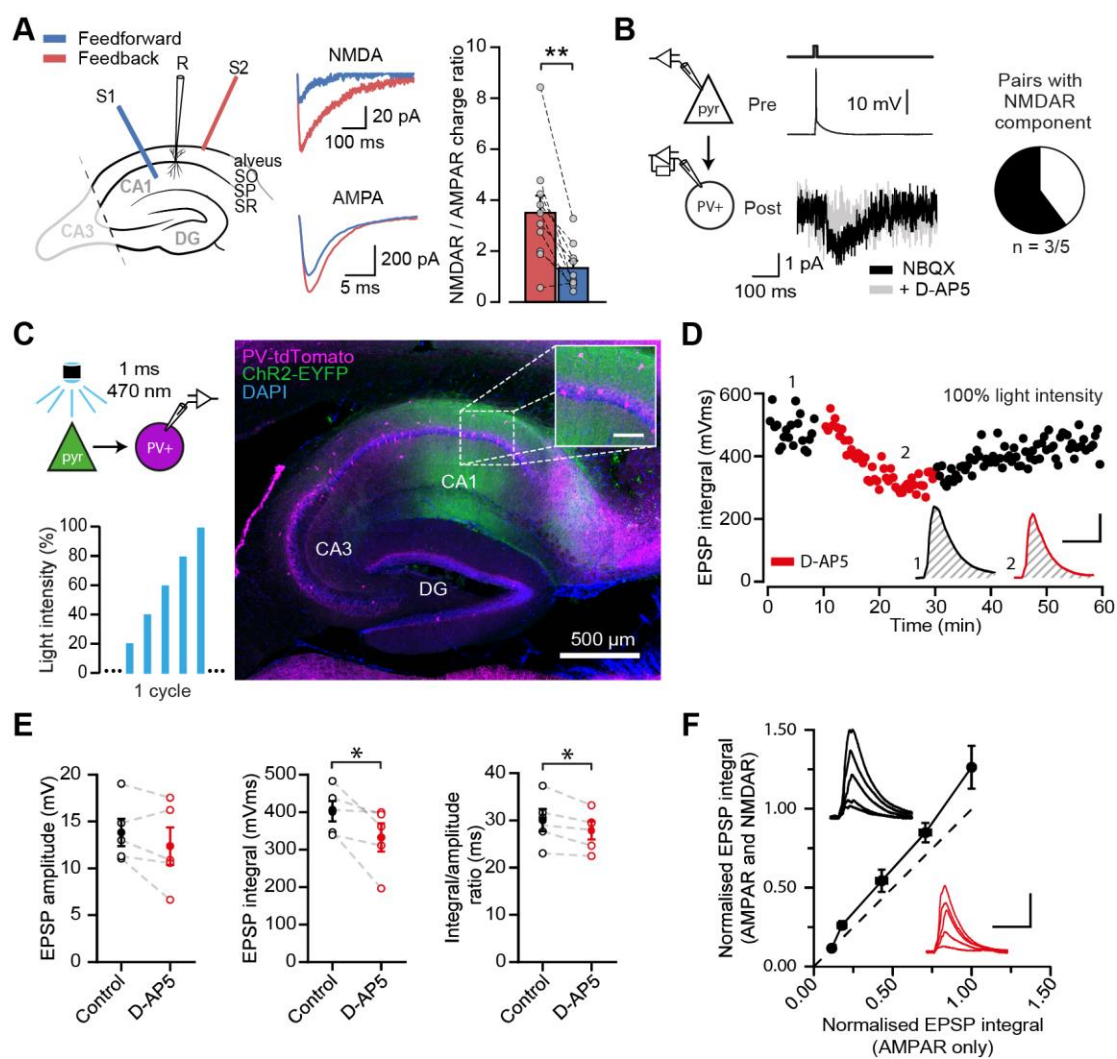 A
Feedforward
Feedback
S1
R
S2
CA1
CA3
DG
alveus
SO
SP
SR
NMDA
20 pA
100 ms
AMPA
200 pA
5 ms
NMDAR / AMPAR charge ratio
10
8
6
4
2
0
**
B
pyr
PV+
Pre
10 mV
Post
1 pA
100 ms
NBQX
+ D-AP5
Pairs with
NMDAR
component
n = 3/5
C
1 ms
470 nm
pyr
PV+
Light intensity (%)
100
80
60
40
20
0
•••
•••
1 cycle
PV-tdTomato
ChR2-EYFP
DAPI
CA1
CA3
DG
500 µm
D
EPSP intergral (mVms)
600
400
200
0
1
2
100% light intensity
D-AP5
1
2
0
10
20
30
40
50
60
Time (min)
E
EPSP amplitude (mV)
20
15
10
5
0
Control
D-AP5
EPSP integral (mVms)
500
400
300
200
100
0
*
Control
D-AP5
Integral/amplitude
ratio (ms)
40
30
20
10
0
*
Control
D-AP5
F
Normalised EPSP integral
(AMPAR and NMDAR)
1.50
1.00
0.50
0.00
0.00
0.50
1.00
1.50
Normalised EPSP integral
(AMPAR only)